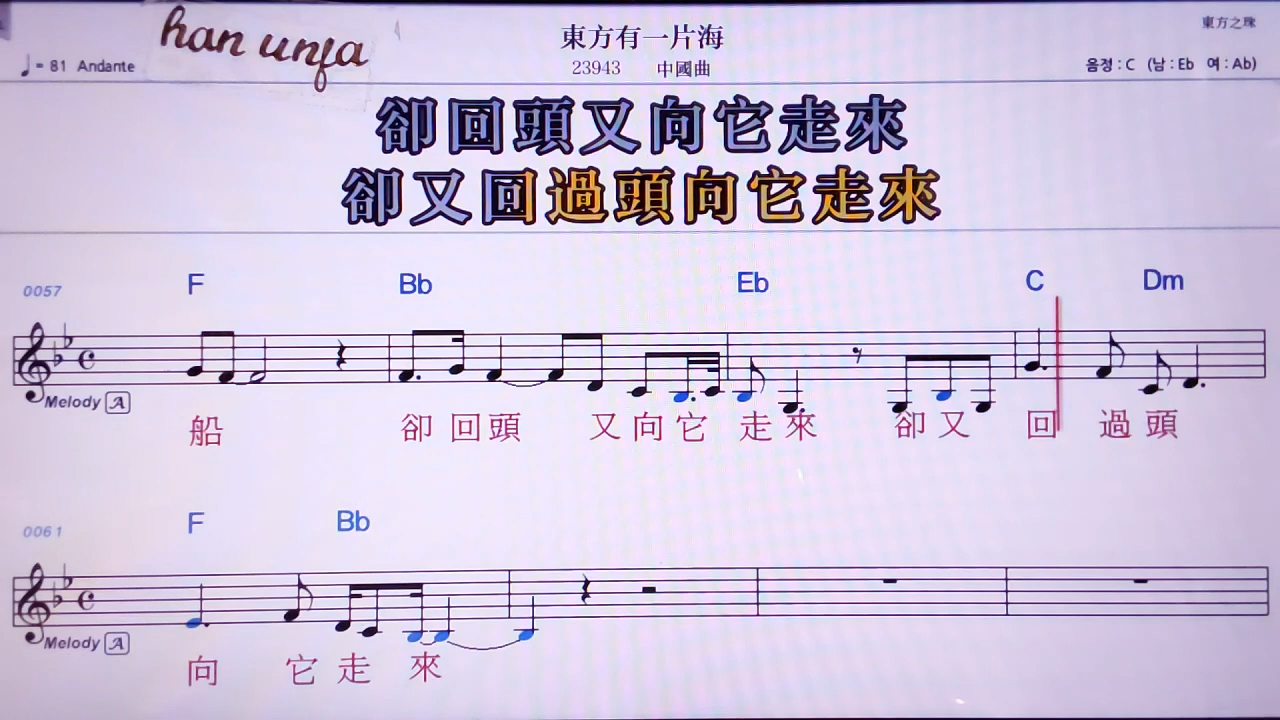 han unfa
東方有一片海
東方之珠
♩= 81 Andante
23943 中國曲
음정 : C (남 : Eb 여 : Ab)
卻回頭又向它走來
卻又回過頭向它走來
0057
F Bb Eb C Dm
Melody A
船 卻回頭 又向它 走來 卻又 回 過頭
0061
F Bb
Melody A
向 它走 來